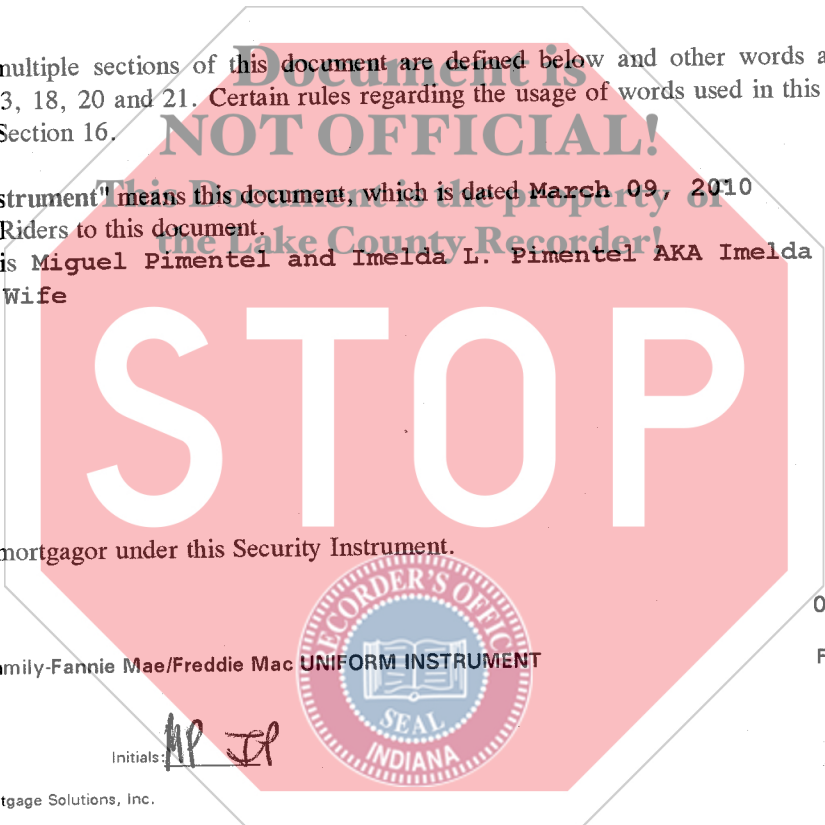 multiple sections of this document are defined below and other words a
Document is
3, 18, 20 and 21. Certain rules regarding the usage of words used in this
NOT OFFICIAL!
Section 16.
strument" means this document, which is dated March 09, 2010
This Document is the property of
Riders to this document.
the Lake County Recorder!
is Miguel Pimentel and Imelda L. Pimentel AKA Imelda
Wife
STOP
mortgagor under this Security Instrument.
RECORDER'S OFFICE
amily-Fannie Mae/Freddie Mac UNIFORM INSTRUMENT
SEAL
INDIANA
Initials: MP IP
tgage Solutions, Inc.